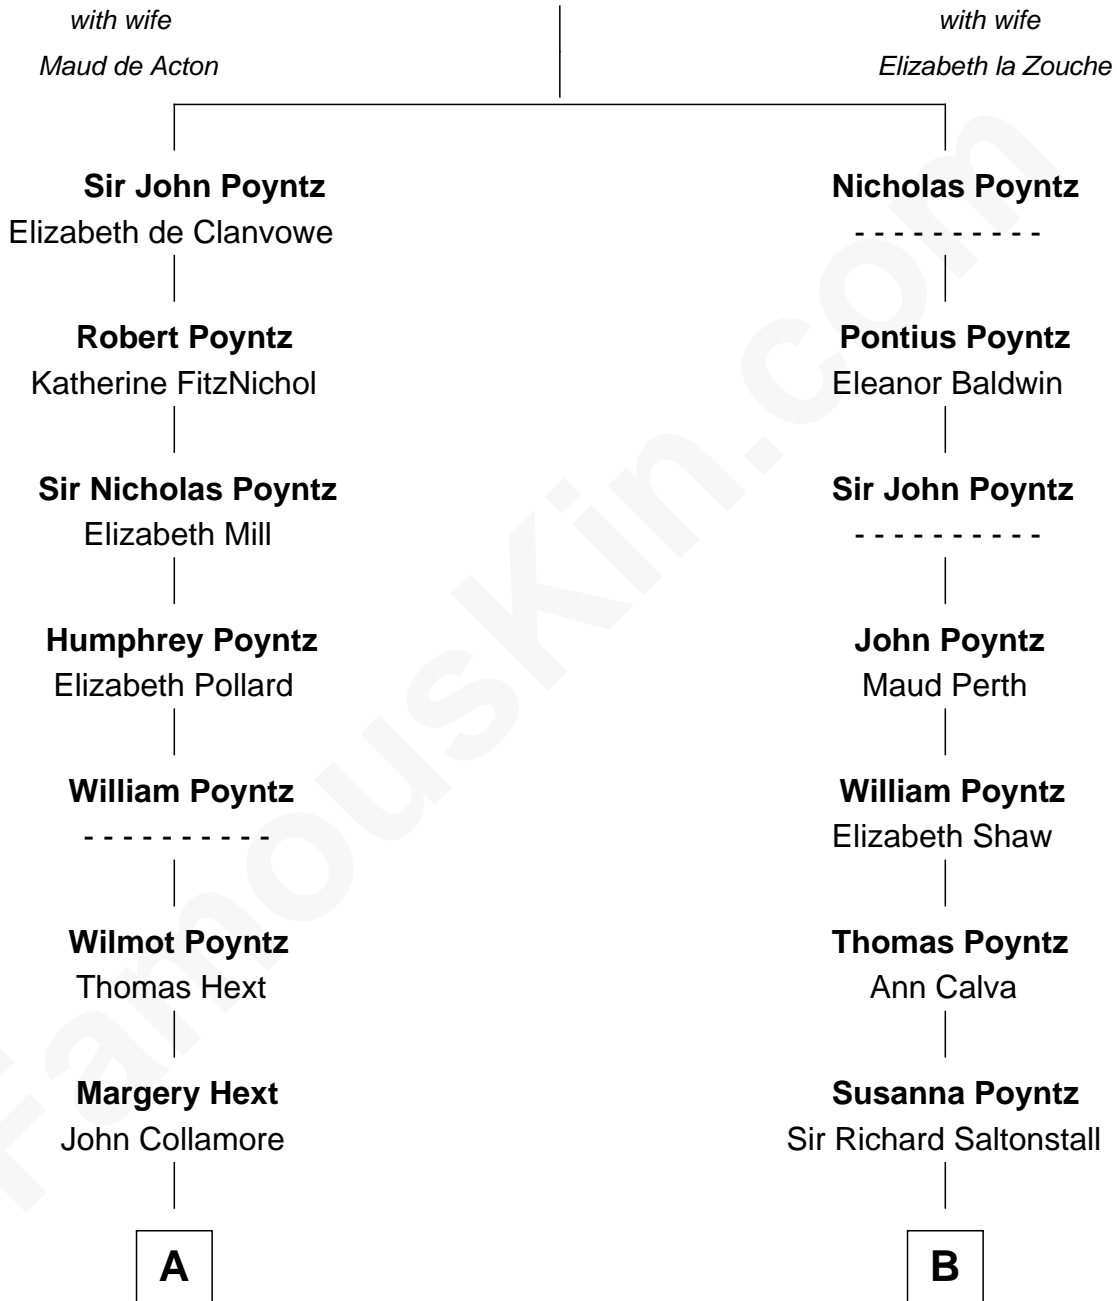 with wife
Maud de Acton
with wife
Elizabeth la Zouche
Sir John Poyntz
Elizabeth de Clanvowe
Nicholas Poyntz
- - - - - - - - - -
Robert Poyntz
Katherine FitzNichol
Pontius Poyntz
Eleanor Baldwin
Sir Nicholas Poyntz
Elizabeth Mill
Sir John Poyntz
- - - - - - - - - -
Humphrey Poyntz
Elizabeth Pollard
John Poyntz
Maud Perth
William Poyntz
- - - - - - - - - -
William Poyntz
Elizabeth Shaw
Wilmot Poyntz
Thomas Hext
Thomas Poyntz
Ann Calva
Margery Hext
John Collamore
Susanna Poyntz
Sir Richard Saltonstall
A
B
FamousKin.com